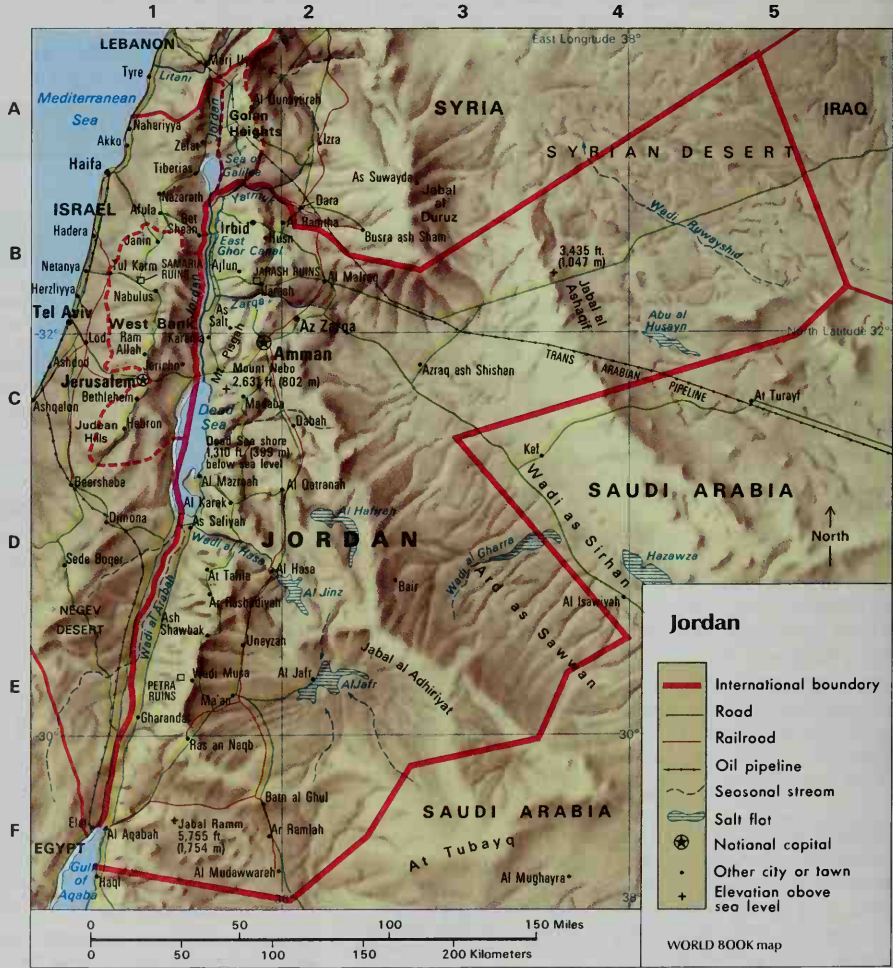 1 2 3 4 5
A
B
C
D
E
F
LEBANON
East Longitude 38°
Tyre
Litani
Mediterranean
Sea
Jordan
Al Qunaytirah
Golan
Heights
SYRIA
IRAQ
Nahariyya
Akko
Zefat
Izra
SYRIAN DESERT
Haifa
Tiberias
Sea of
Galilee
As Suwayda
Jabal
al
Duruz
Nazareth
Yarmuk
Dara
ISRAEL
Afula
Bet
Shean
Irbid
Ar Ramtha
Busra ash Sham
Wadi Ruwayshid
Hadera
Janin
East
Ghor Canal
Husn
3,435 ft.
(1,047 m)
Netanya
Tul Karm
SAMARIA
RUINS
Ajlun
JARASH RUINS
Al Mafraq
Jabal al
Ashaqif
Herzliyya
Nabulus
Jordan
Jarash
Zarqa
Abu al
Husayn
Tel Aviv
West Bank
As
Salt
Az Zarqa
-32°
North Latitude 32°
Lod
Ram
Allah
Karama
Mt. Pisgah
Amman
TRANS ARABIAN PIPELINE
Ashdod
Jericho
Mount Nebo
2,631 ft. (802 m)
Azraq ash Shishan
Jerusalem
At Turayf
Ashqalon
Bethlehem
Dead
Sea
Madaba
Judean
Hills
Hebron
Dabah
Dead Sea shore
1,310 ft. (399 m)
below sea level
Kaf
Beersheba
Al Mazraah
SAUDI ARABIA
Al Karak
Al Qatranah
Wadi as Sirhan
Dimona
As Safiyah
Al Hafirah
North
JORDAN
Wadi al Hasa
Sede Boqer
At Tafila
Al Hasa
Wadi al Gharra
Hazawza
Al Jinz
Bair
Ard as Sawwan
Al Isawiyah
NEGEV
DESERT
Ar Rashadiyah
Wadi al Arabah
Ash
Shawbak
Uneyzah
Jabal al Adhiriyat
PETRA
RUINS
Wadi Musa
Al Jafr
Al Jafr
Ma'an
Gharandal
-30°
30°
Ras an Naqb
Batn al Ghul
SAUDI ARABIA
Elat
Al Aqabah
Jabal Ramm
5,755 ft.
(1,754 m)
Ar Ramlah
At Tubayq
EGYPT
Gulf
of
Aqaba
Haql
Al Mudawwarah
Al Mughayra
36°
38°
Jordan
International boundary
Road
Railroad
Oil pipeline
Seasonal stream
Salt flat
National capital
Other city or town
Elevation above
sea level
WORLD BOOK map
0 50 100 150 Miles
0 50 100 150 200 Kilometers